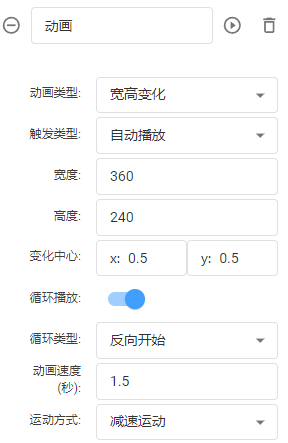 动画
动画类型: 宽高变化
触发类型: 自动播放
宽度: 360
高度: 240
变化中心: x: 0.5 y: 0.5
循环播放:
循环类型: 反向开始
动画速度
(秒): 1.5
运动方式: 减速运动